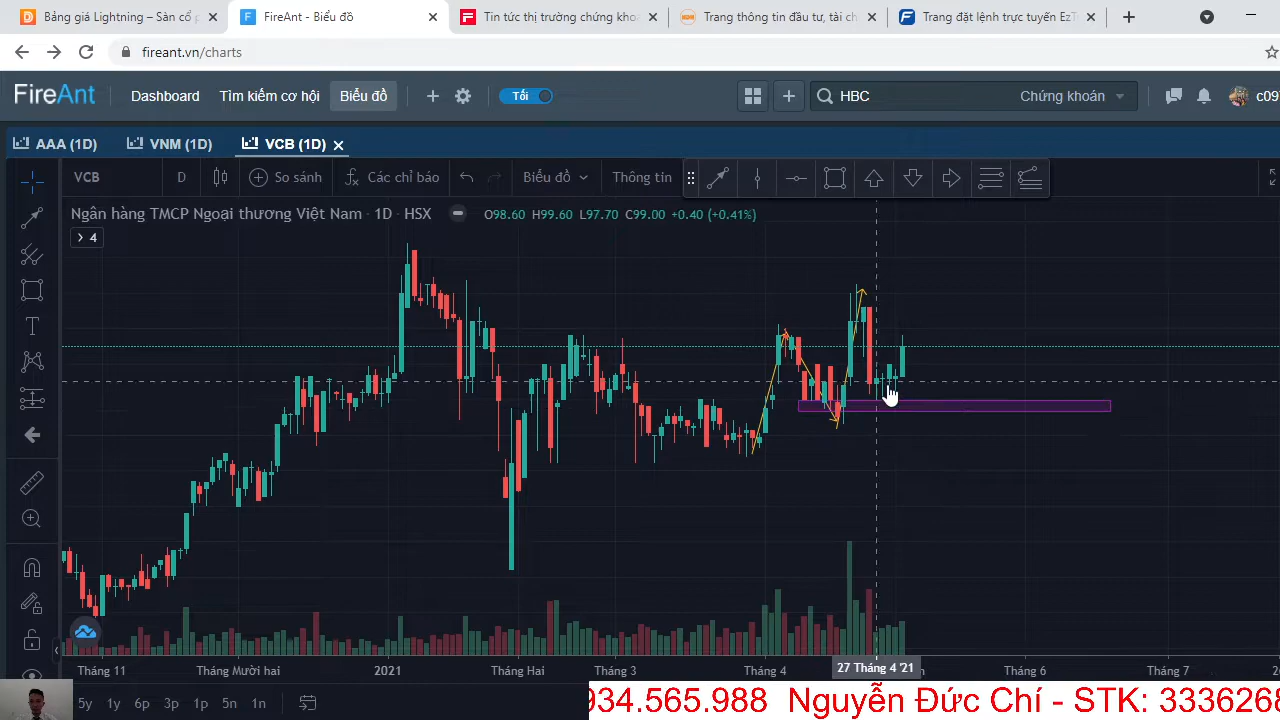 Bảng giá Lightning – Sàn cổ p
FireAnt - Biểu đồ
Tin tức thị trường chứng kho
Trang thông tin đầu tư, tài ch
Trang đặt lệnh trực tuyến EzT
fireant.vn/charts
FireAnt
Dashboard
Tìm kiếm cơ hội
Biểu đồ
Tối
HBC
Chứng khoán
c09
AAA (1D)
VNM (1D)
VCB (1D)
VCB
D
So sánh
Các chỉ báo
Biểu đồ
Thông tin
Ngân hàng TMCP Ngoại thương Việt Nam · 1D · HSX
O98.60 H99.60 L97.70 C99.00 +0.40 (+0.41%)
4
Tháng 11
Tháng Mười hai
2021
Tháng Hai
Tháng 3
Tháng 4
27 Tháng 4 '21
Tháng 6
Tháng 7
5y
1y
6p
3p
1p
5n
1n
934.565.988 Nguyễn Đức Chí - STK: 3336268